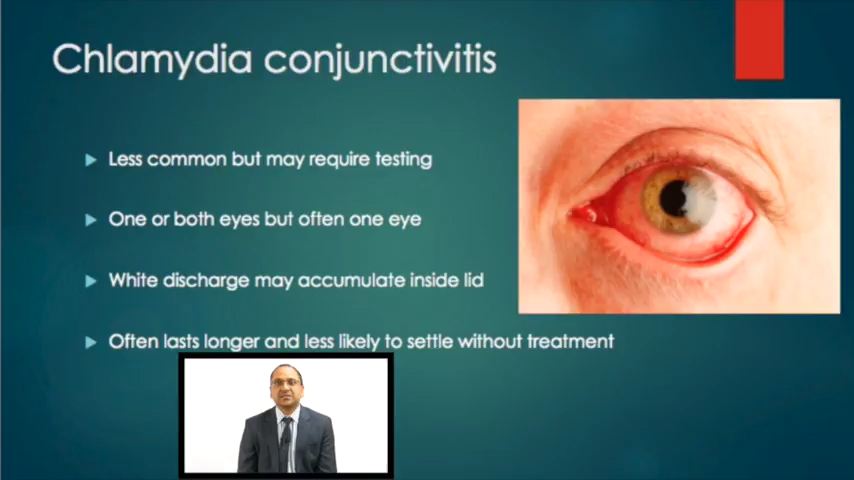 Chlamydia conjunctivitis
Less common but may require testing
One or both eyes but often one eye
White discharge may accumulate inside lid
Often lasts longer and less likely to settle without treatment